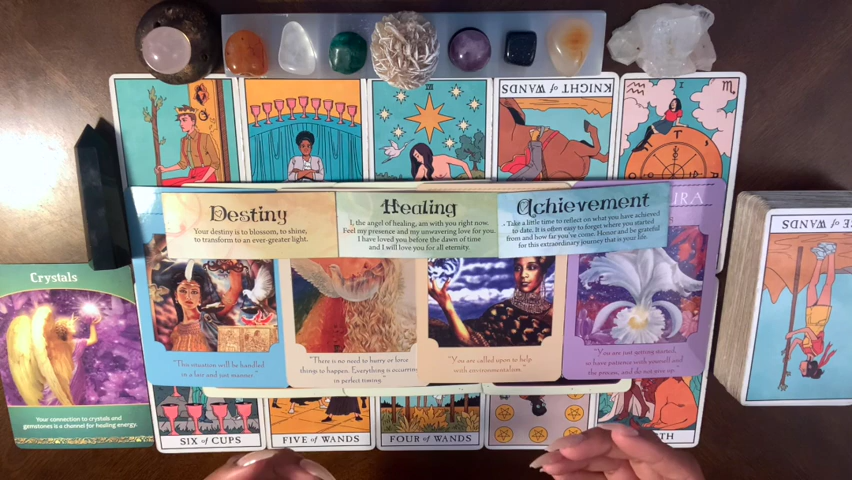 KNIGHT of WANDS
Destiny
Your destiny is to blossom, to shine,
to transform to an ever-greater light.
Healing
I, the angel of healing, am with you right now.
Feel my presence and my unwavering love for you.
I have loved you before the dawn of time
and I will love you for all eternity.
Achievement
Take a little time to reflect on what you have achieved
to date. It is often easy to forget where you started
from and how far you've come. Honor and be grateful
for this extraordinary journey that is your life.
URA
Crystals
Your connection to crystals and
gemstones is a channel for healing energy.
"This situation will be handled
in a fair and just manner."
"There is no need to hurry or force
things to happen. Everything is occurring
in perfect timing."
"You are called upon to help
with environmentalism."
"You are just getting started,
so have patience with yourself and
the process, and do not give up."
SIX of CUPS
FIVE of WANDS
FOUR of WANDS
TH
of WANDS